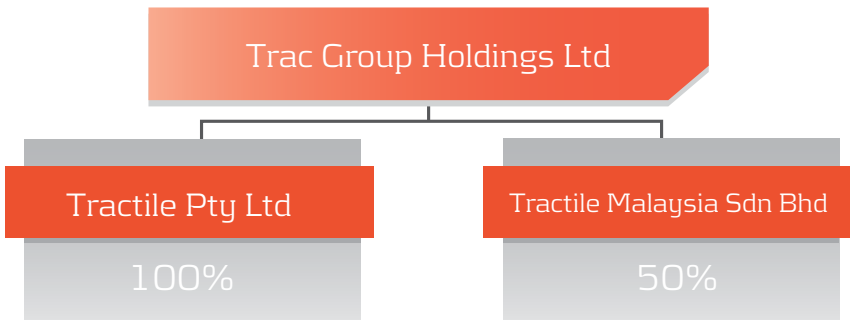 Trac Group Holdings Ltd
Tractile Pty Ltd
Tractile Malaysia Sdn Bhd
100%
50%